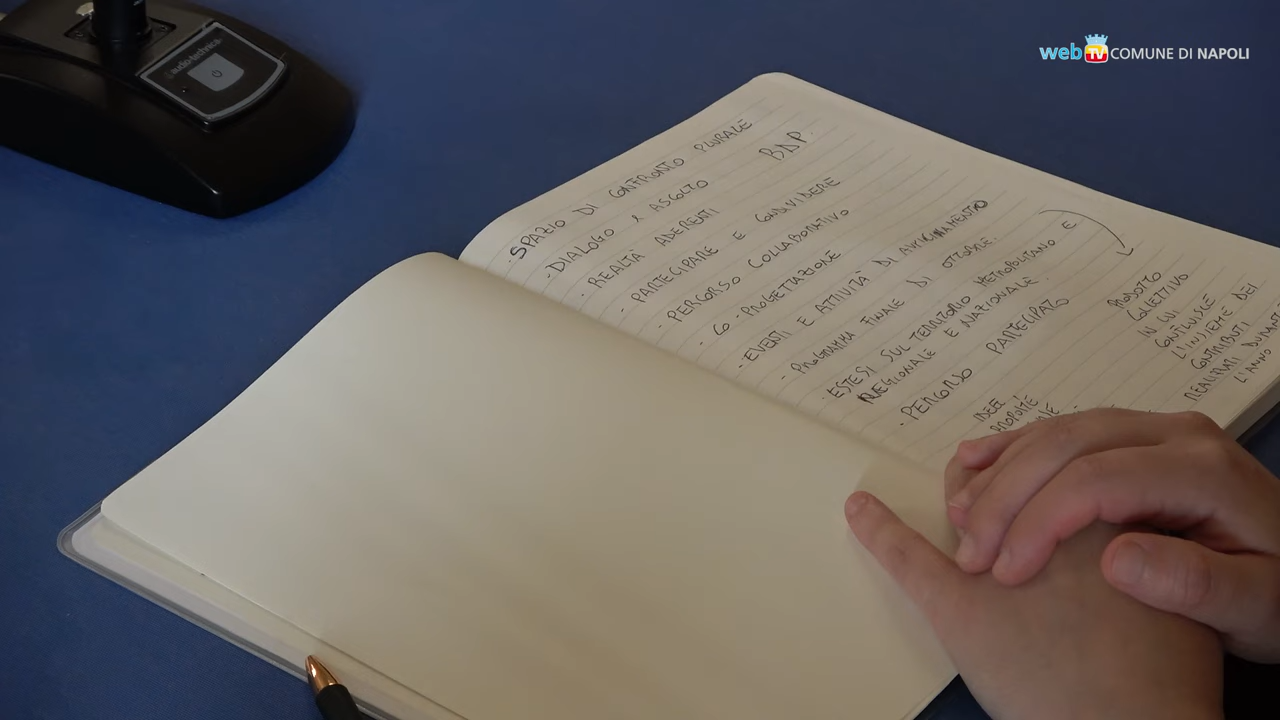 audio-technica
web TV COMUNE DI NAPOLI
SPAZIO DI CONFRONTO PLURALE
BDP
- DIALOGO e ASCOLTO
- REALTÀ ADERENTI
- PARTECIPARE E CONDIVIDERE
- PERCORSO COLLABORATIVO
- CO-PROGETTAZIONE
- EVENTI E ATTIVITÀ DI AVVICINAMENTO
- PROGRAMMA FINALE DI OTTOBRE.
- ESTESI SUL TERRITORIO METROPOLITANO E
REGIONALE E NAZIONALE
- PERCORSO PARTECIPATO
IDEE
PROPOSTE
PRODOTTO
COLLETTIVO
IN CUI
CONFLUISCE
L'INSIEME DEI
CONTRIBUTI
REALIZZATI DURANTE
L'ANNO